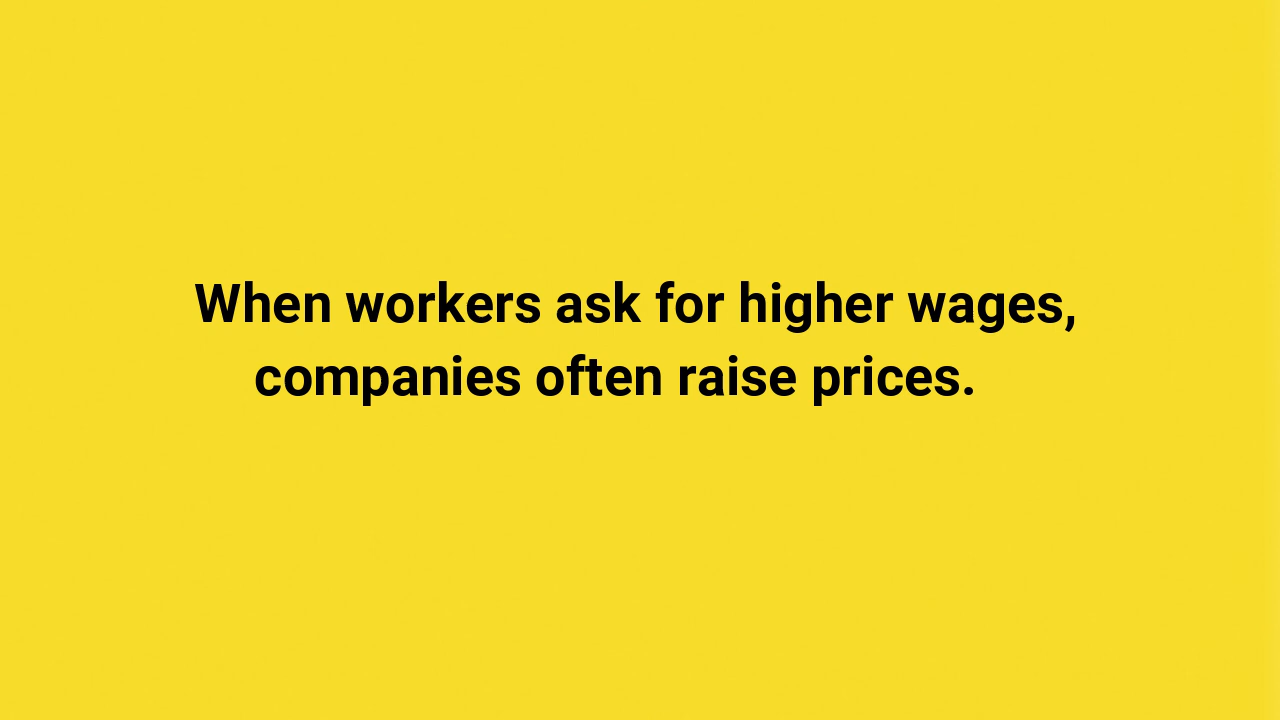 When workers ask for higher wages,
companies often raise prices.